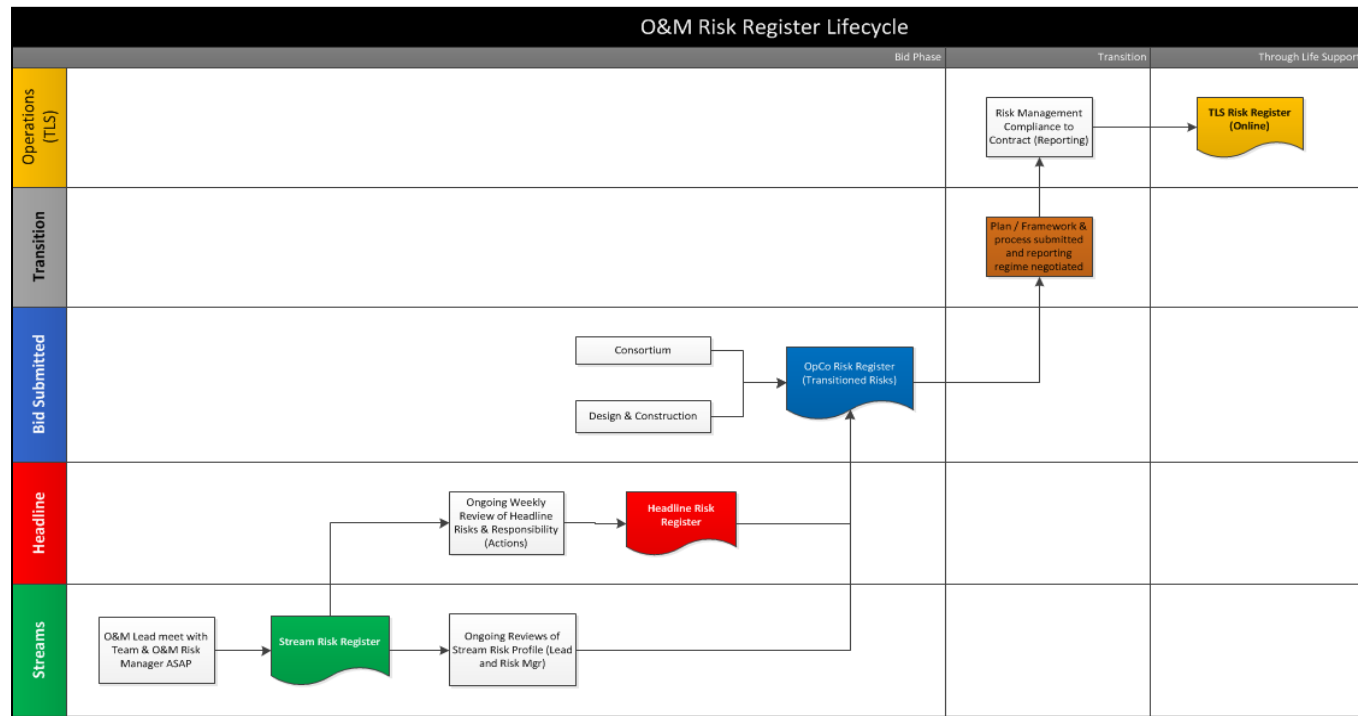 O&M Risk Register Lifecycle
Bid Phase
Transition
Through Life Support
Operations
(TLS)
Risk Management
Compliance to
Contract (Reporting)
TLS Risk Register
(Online)
Transition
Plan / Framework &
process submitted
and reporting
regime negotiated
Bid Submitted
Consortium
Design & Construction
OpCo Risk Register
(Transitioned Risks)
Headline
Ongoing Weekly
Review of Headline
Risks & Responsibility
(Actions)
Headline Risk
Register
Streams
O&M Lead meet with
Team & O&M Risk
Manager ASAP
Stream Risk Register
Ongoing Reviews of
Stream Risk Profile (Lead
and Risk Mgr)